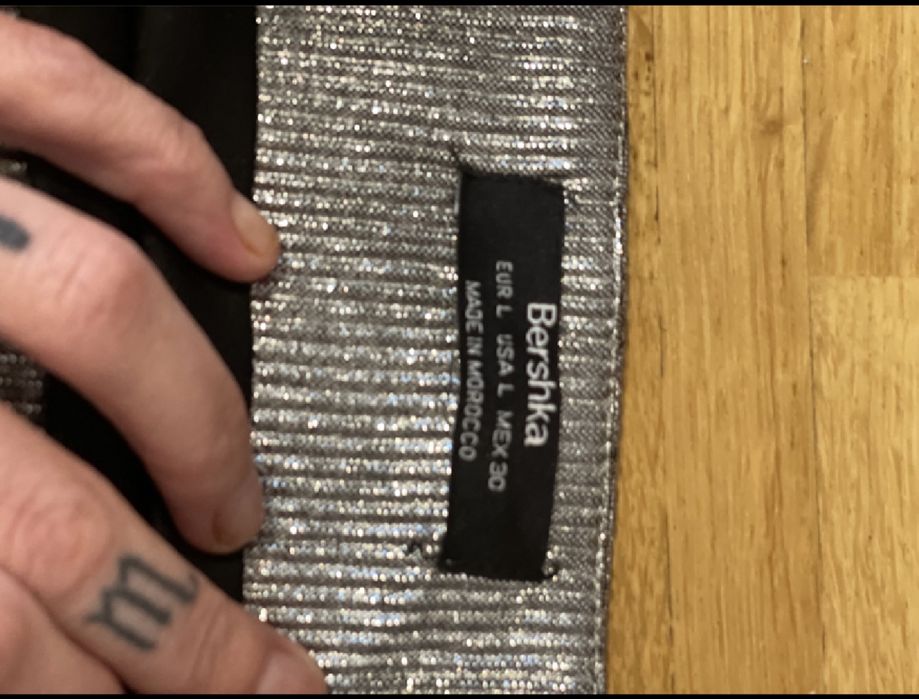 Bershka
EUR L USA L MEX 30
MADE IN MOROCCO
m